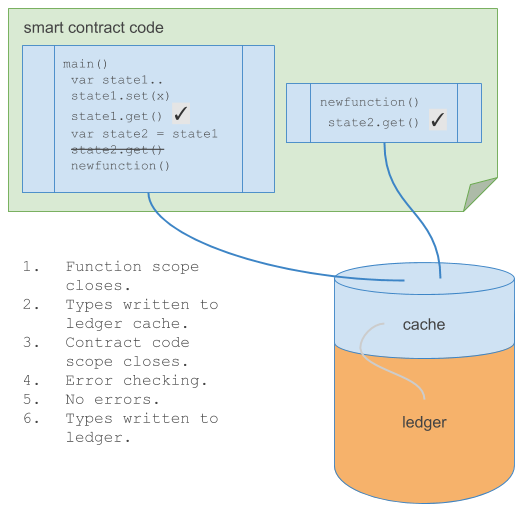 smart contract code
main()
var state1..
state1.set(x)
state1.get() ✓
var state2 = state1
state2.get()
newfunction()
newfunction()
state2.get() ✓
1. Function scope
closes.
2. Types written to
ledger cache.
3. Contract code
scope closes.
4. Error checking.
5. No errors.
6. Types written to
ledger.
cache
ledger